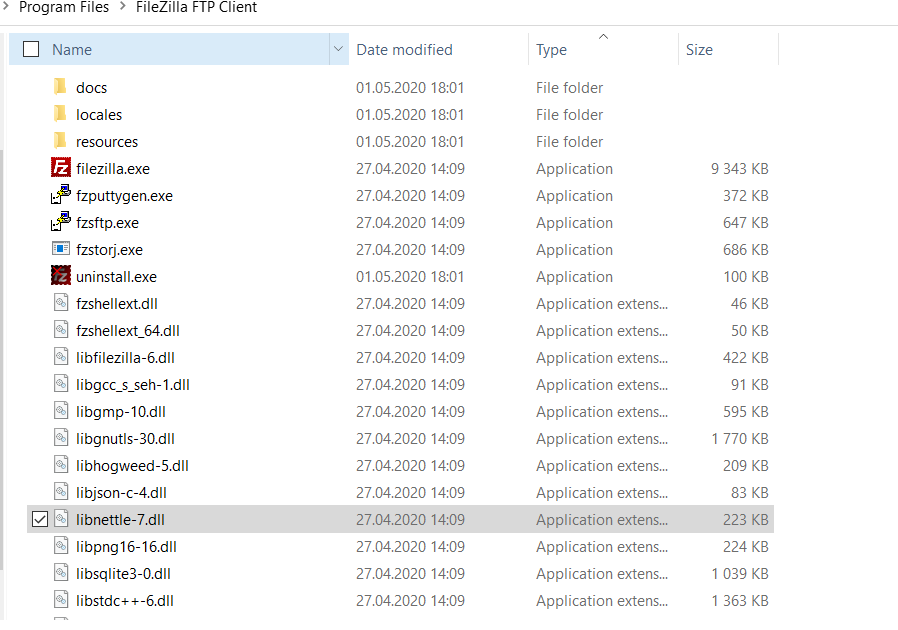 Program Files > FileZilla FTP Client
Name Date modified Type Size
docs 01.05.2020 18:01 File folder
locales 01.05.2020 18:01 File folder
resources 01.05.2020 18:01 File folder
filezilla.exe 27.04.2020 14:09 Application 9 343 KB
fzputtygen.exe 27.04.2020 14:09 Application 372 KB
fzsftp.exe 27.04.2020 14:09 Application 647 KB
fzstorj.exe 27.04.2020 14:09 Application 686 KB
uninstall.exe 01.05.2020 18:01 Application 100 KB
fzshellext.dll 27.04.2020 14:09 Application extens... 46 KB
fzshellext_64.dll 27.04.2020 14:09 Application extens... 50 KB
libfilezilla-6.dll 27.04.2020 14:09 Application extens... 422 KB
libgcc_s_seh-1.dll 27.04.2020 14:09 Application extens... 91 KB
libgmp-10.dll 27.04.2020 14:09 Application extens... 595 KB
libgnutls-30.dll 27.04.2020 14:09 Application extens... 1 770 KB
libhogweed-5.dll 27.04.2020 14:09 Application extens... 209 KB
libjson-c-4.dll 27.04.2020 14:09 Application extens... 83 KB
libnettle-7.dll 27.04.2020 14:09 Application extens... 223 KB
libpng16-16.dll 27.04.2020 14:09 Application extens... 224 KB
libsqlite3-0.dll 27.04.2020 14:09 Application extens... 1 039 KB
libstdc++-6.dll 27.04.2020 14:09 Application extens... 1 363 KB